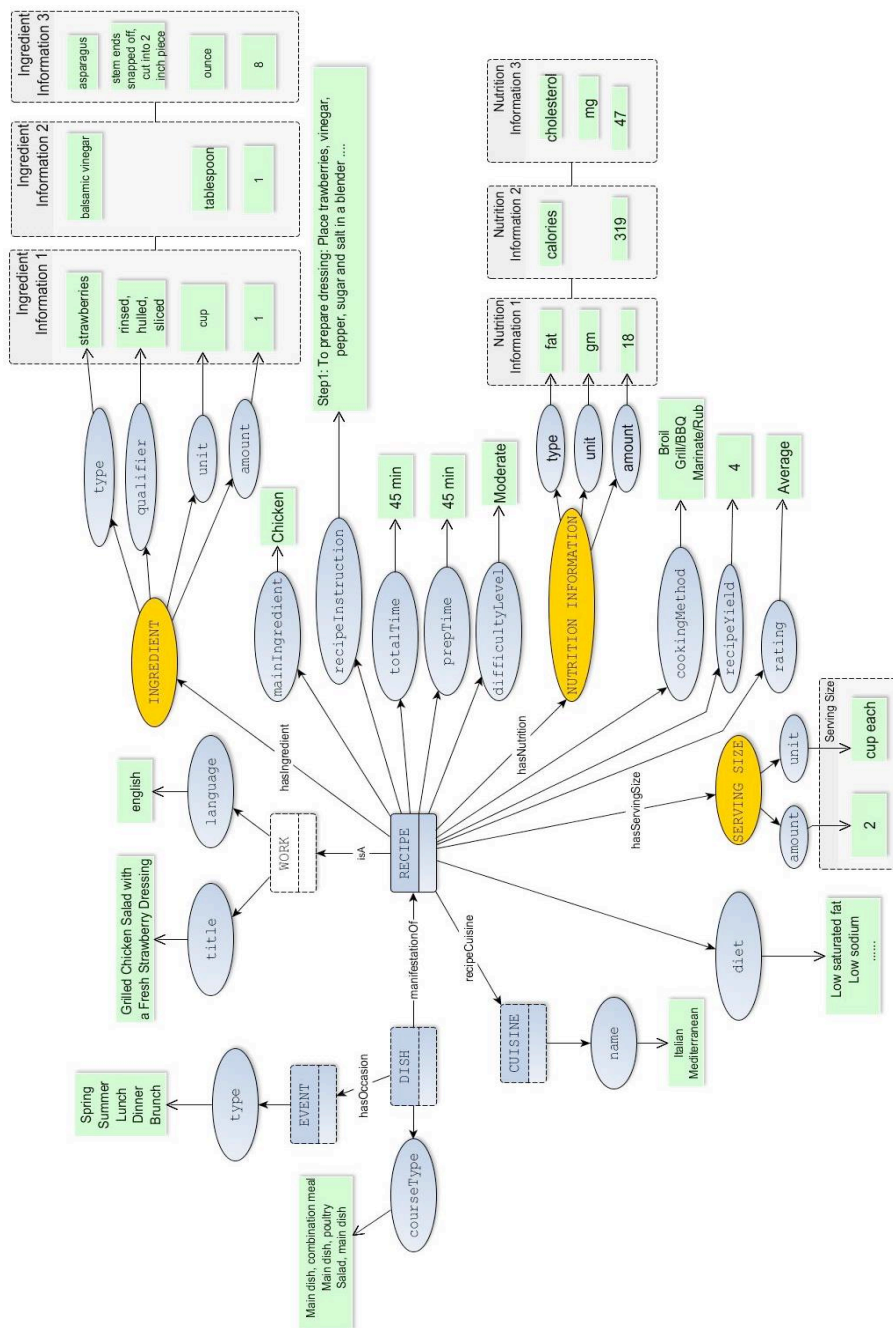 Main dish, combination meal
Main dish, poultry
Salad, main dish
courseType
Spring
Summer
Lunch
Dinner
Brunch
type
EVENT
hasOccasion
DISH
manifestationOf
Grilled Chicken Salad with
a Fresh Strawberry Dressing
title
english
language
WORK
isA
RECIPE
recipeCuisine
CUISINE
name
Italian
Mediterranean
diet
Low saturated fat
Low sodium
......
hasServingSize
SERVING SIZE
amount
unit
Serving Size
2
cup each
hasIngredient
INGREDIENT
type
qualifier
unit
amount
Ingredient
Information 1
strawberries
rinsed,
hulled,
sliced
cup
1
Ingredient
Information 2
balsamic vinegar
tablespoon
1
Ingredient
Information 3
asparagus
stem ends
snapped off,
cut into 2
inch piece
ounce
8
mainIngredient
Chicken
recipeInstruction
Step1: To prepare dressing: Place trawberries, vinegar,
pepper, sugar and salt in a blender ....
totalTime
45 min
prepTime
45 min
difficultyLevel
Moderate
hasNutrition
NUTRITION INFORMATION
type
unit
amount
Nutrition
Information 1
fat
gm
18
Nutrition
Information 2
calories
319
Nutrition
Information 3
cholesterol
mg
47
cookingMethod
Broil
Grill/BBQ
Marinate/Rub
recipeYield
4
rating
Average